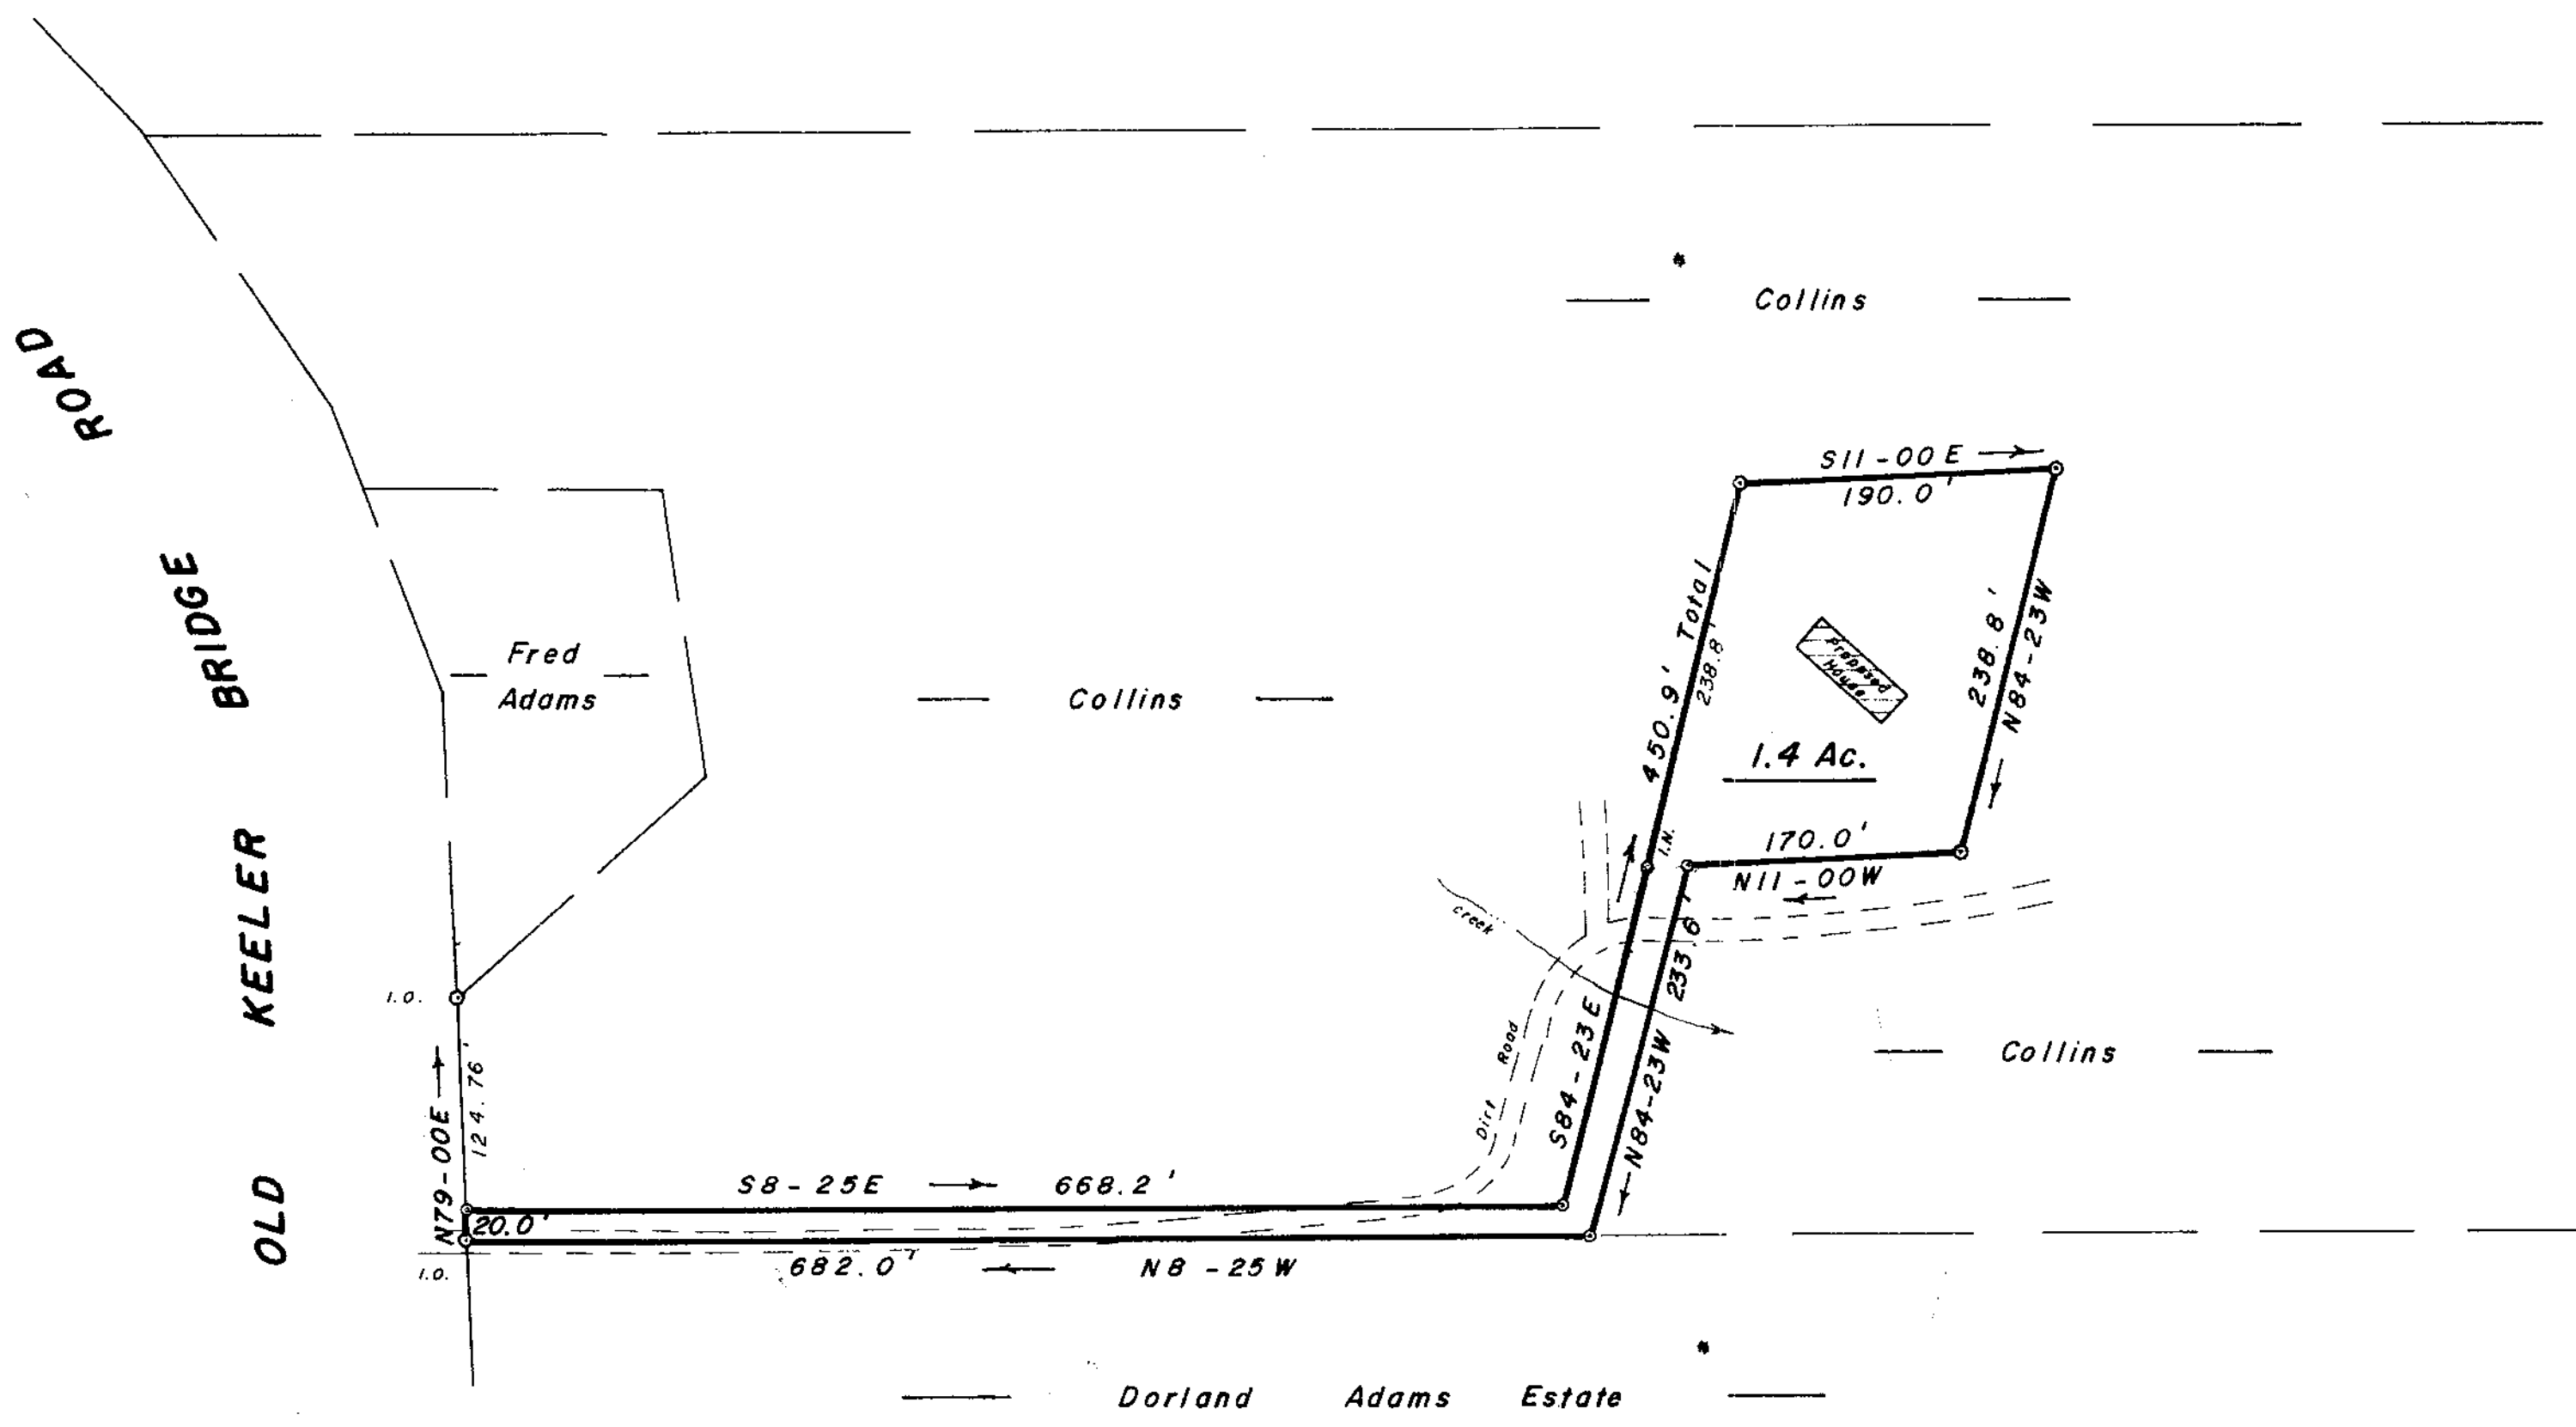 OLD KEELER BRIDGE ROAD
Collins
S11-00E
190.0'
Fred
Adams
Collins
450.9' Total
238.8'
Proposed
House
238.8'
N84-23W
1.4 Ac.
I.N.
170.0'
N11-00W
creek
233.6'
S84-23E
N84-23W
Dirt Road
Collins
I.O.
N79-00E
124.76'
S8-25E 668.2'
20.0'
I.O.
682.0' N8-25W
Dorland Adams Estate